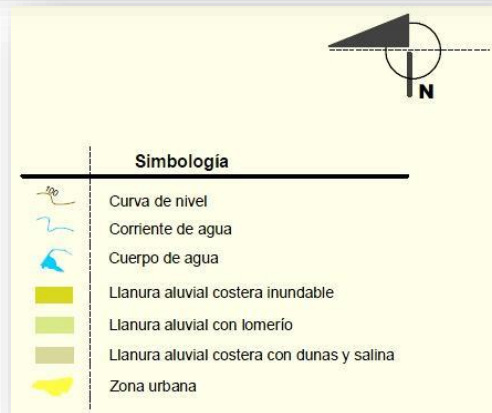 N
Simbología
100
Curva de nivel
Corriente de agua
Cuerpo de agua
Llanura aluvial costera inundable
Llanura aluvial con lomerío
Llanura aluvial costera con dunas y salina
Zona urbana